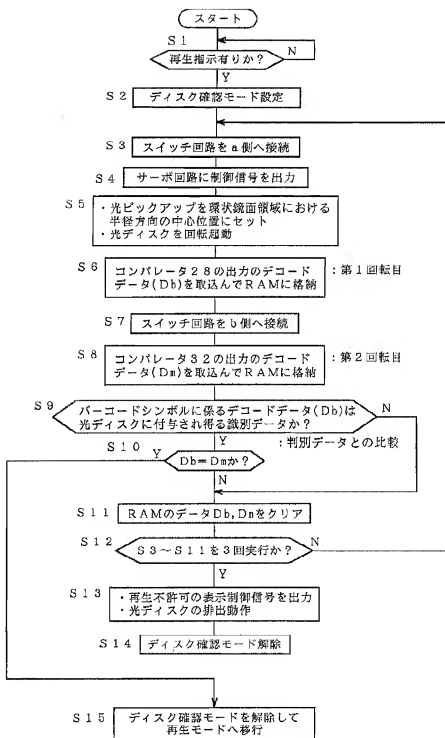 スタート
S1
再生指示有りか?
N
Y
S2
ディスク確認モード設定
S3
スイッチ回路をa側へ接続
S4
サーボ回路に制御信号を出力
S5
・光ピックアップを環状鏡面領域における
半径方向の中心位置にセット
・光ディスクを回転起動
S6
コンパレータ28の出力のデコード
データ(Db)を取込んでRAMに格納
:第1回転目
S7
スイッチ回路をb側へ接続
S8
コンパレータ32の出力のデコード
データ(Dm)を取込んでRAMに格納
:第2回転目
S9
バーコードシンボルに係るデコードデータ(Db)は
光ディスクに付与され得る識別データか?
N
Y
:判別データとの比較
S10
Y
Db=Dmか?
N
S11
RAMのデータDb,Dmをクリア
S12
S3~S11を3回実行か?
N
Y
S13
・再生不許可の表示制御信号を出力
・光ディスクの排出動作
S14
ディスク確認モード解除
S15
ディスク確認モードを解除して
再生モードへ移行